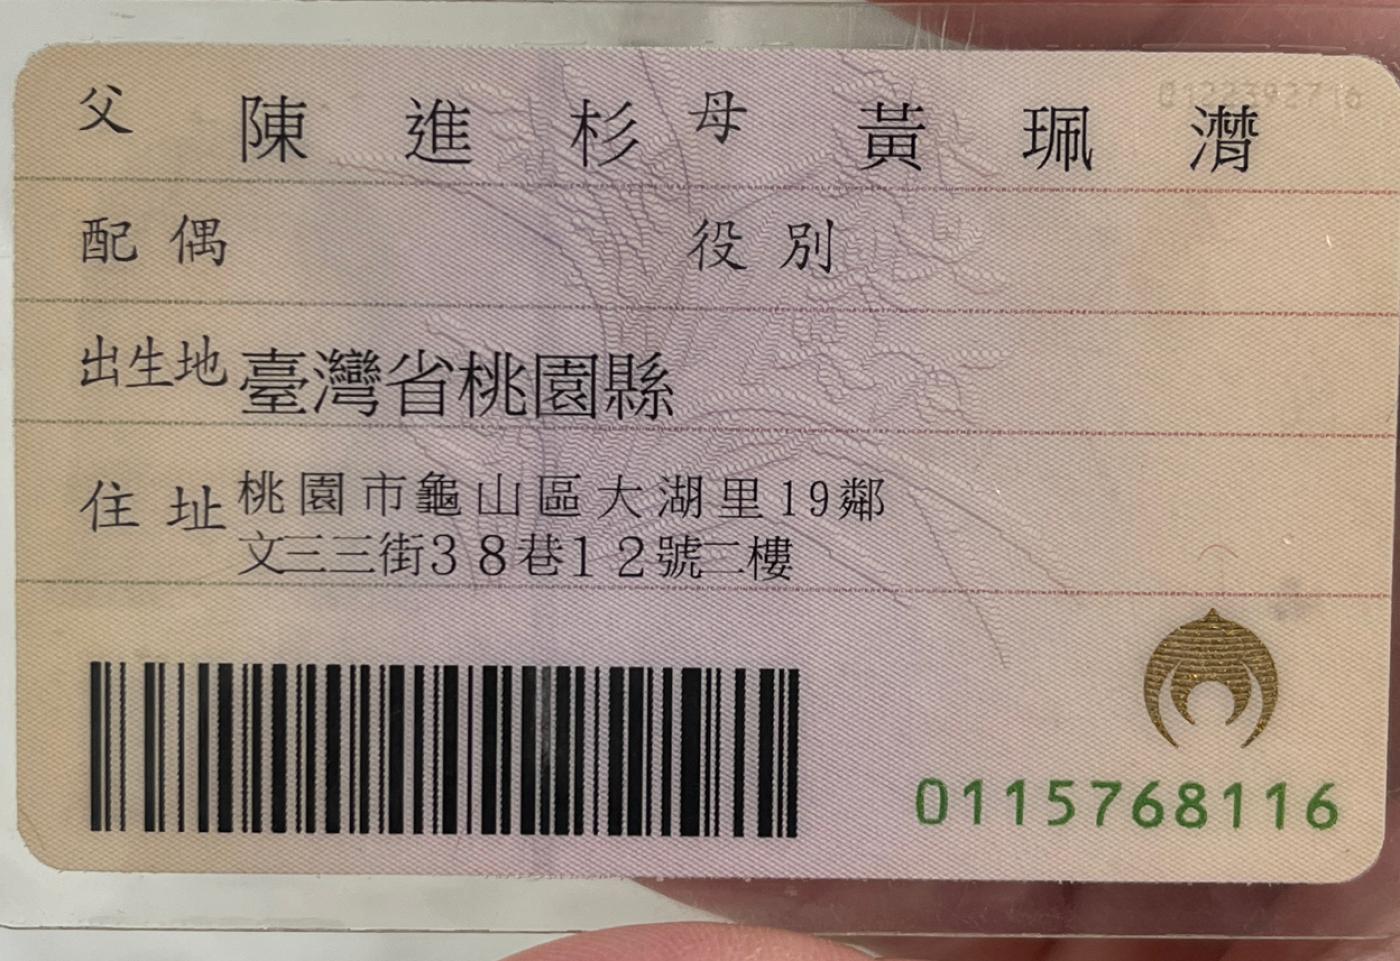 父 陳進杉 母 黃珮濳
配偶 役別
出生地 臺灣省桃園縣
住址 桃園市龜山區大湖里19鄰
文三三街38巷12號二樓
0115768116